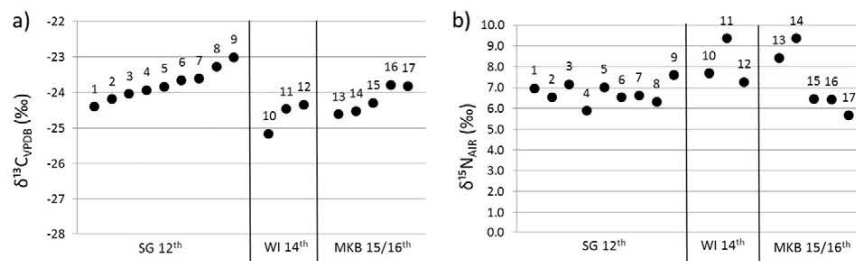 a)
δ¹³C_VPDB (‰)
-22
-23
-24
-25
-26
-27
-28
1 2 3 4 5 6 7 8 9
10 11 12
13 14 15 16 17
SG 12th
WI 14th
MKB 15/16th
b)
δ¹⁵N_AIR (‰)
10.0
9.0
8.0
7.0
6.0
5.0
4.0
3.0
2.0
1.0
0.0
1 2 3 4 5 6 7 8 9
10 11 12
13 14 15 16 17
SG 12th
WI 14th
MKB 15/16th